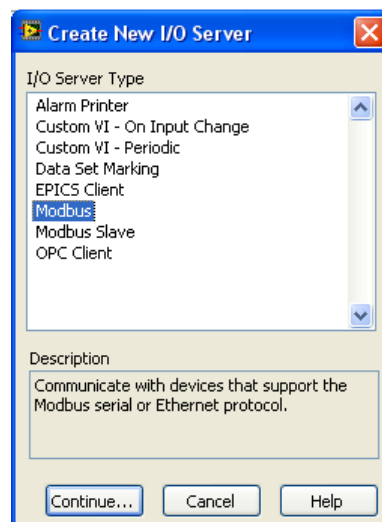 Create New I/O Server
I/O Server Type
Alarm Printer
Custom VI - On Input Change
Custom VI - Periodic
Data Set Marking
EPICS Client
Modbus
Modbus Slave
OPC Client
Description
Communicate with devices that support the
Modbus serial or Ethernet protocol.
Continue... Cancel Help